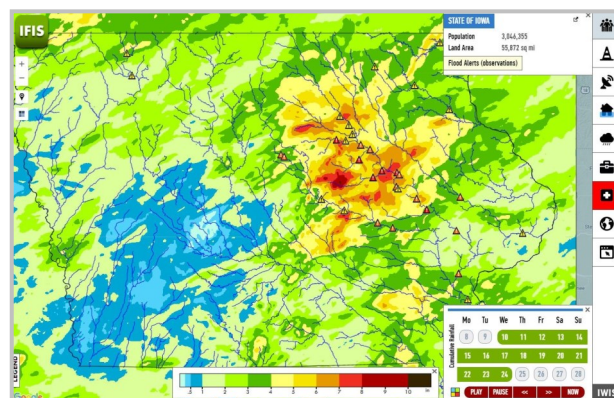 IFIS
STATE OF IOWA
Population 3,046,355
Land Area 55,872 sq mi
Flood Alerts (observations)
LEGEND
.5 1 2 3 4 5 6 7 8 9 10 in
Cumulative Rainfall
Mo Tu We Th Fr Sa Su
8 9 10 11 12 13 14
15 16 17 18 19 20 21
22 23 24 25 26 27 28
PLAY PAUSE << >> NOW
IWIS